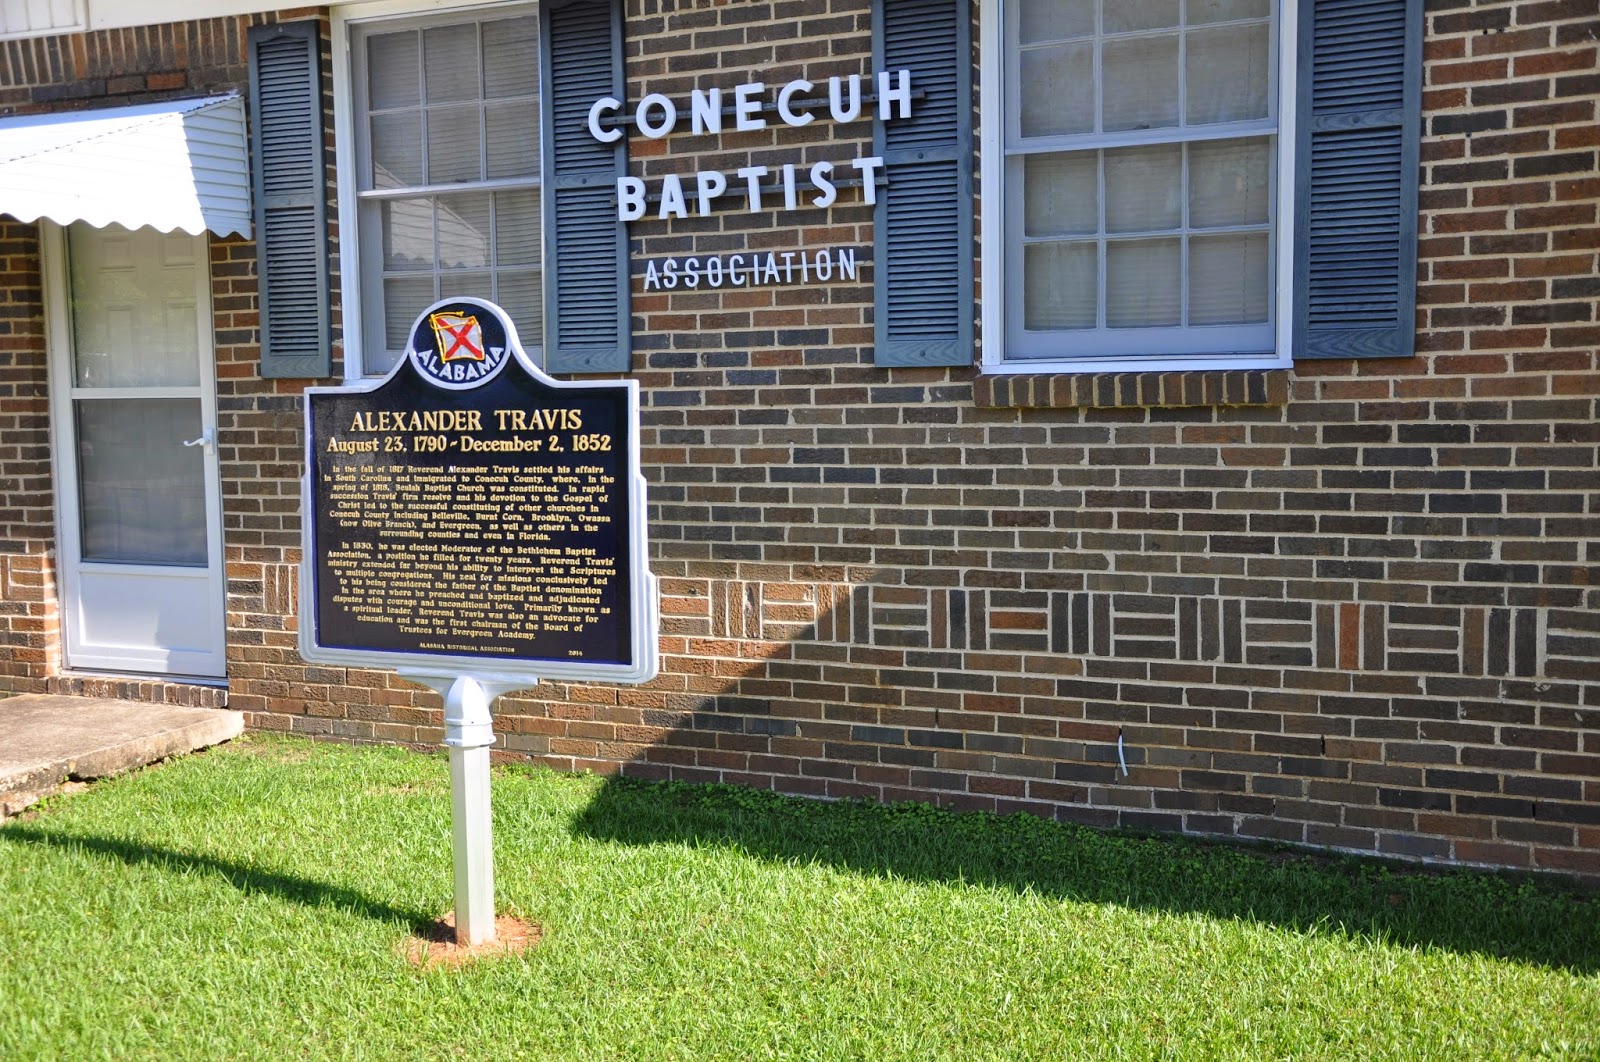 CONECUH
BAPTIST
ASSOCIATION
ALABAMA
ALEXANDER TRAVIS
August 23, 1790 - December 2, 1852
In the fall of 1817 Reverend Alexander Travis settled his affairs
in South Carolina and immigrated to Conecuh County, where, in the
spring of 1818, Beulah Baptist Church was constituted. In rapid
succession Travis' firm resolve and his devotion to the Gospel of
Christ led to the successful constituting of other churches in
Conecuh County including Belleville, Burnt Corn, Brooklyn, Owassa
(now Olive Branch), and Evergreen, as well as others in the
surrounding counties and even in Florida.
In 1830, he was elected Moderator of the Bethlehem Baptist
Association, a position he filled for twenty years. Reverend Travis'
ministry extended far beyond his ability to interpret the Scriptures
to multiple congregations. His zeal for missions conclusively led
to his being considered the father of the Baptist denomination
in the area where he preached and baptized and adjudicated
disputes with courage and unconditional love. Primarily known as
a spiritual leader, Reverend Travis was also an advocate for
education and was the first chairman of the Board of
Trustees for Evergreen Academy.
ALABAMA HISTORICAL ASSOCIATION 2014